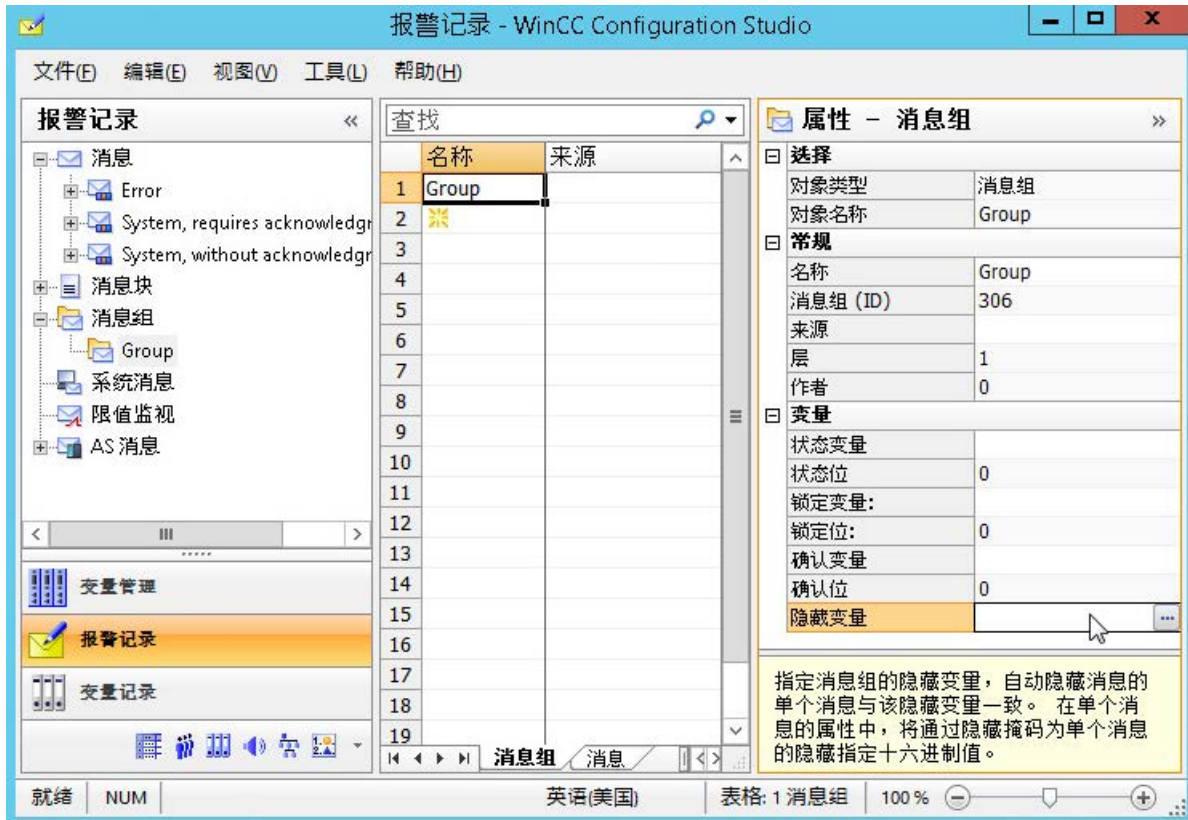 报警记录 - WinCC Configuration Studio
文件(F) 编辑(E) 视图(V) 工具(L) 帮助(H)
报警记录 «
消息
Error
System, requires acknowledgr
System, without acknowledgr
消息块
消息组
Group
系统消息
限值监视
AS 消息
变量管理
报警记录
变量记录
查找
名称 来源
1 Group
2
3
4
5
6
7
8
9
10
11
12
13
14
15
16
17
18
19
消息组 消息
属性 - 消息组 »
选择
对象类型 消息组
对象名称 Group
常规
名称 Group
消息组 (ID) 306
来源
层 1
作者 0
变量
状态变量
状态位 0
锁定变量:
锁定位: 0
确认变量
确认位 0
隐藏变量 ...
指定消息组的隐藏变量，自动隐藏消息的
单个消息与该隐藏变量一致。 在单个消
息的属性中，将通过隐藏掩码为单个消息
的隐藏指定十六进制值。
就绪 NUM 英语(美国) 表格: 1 消息组 100 %